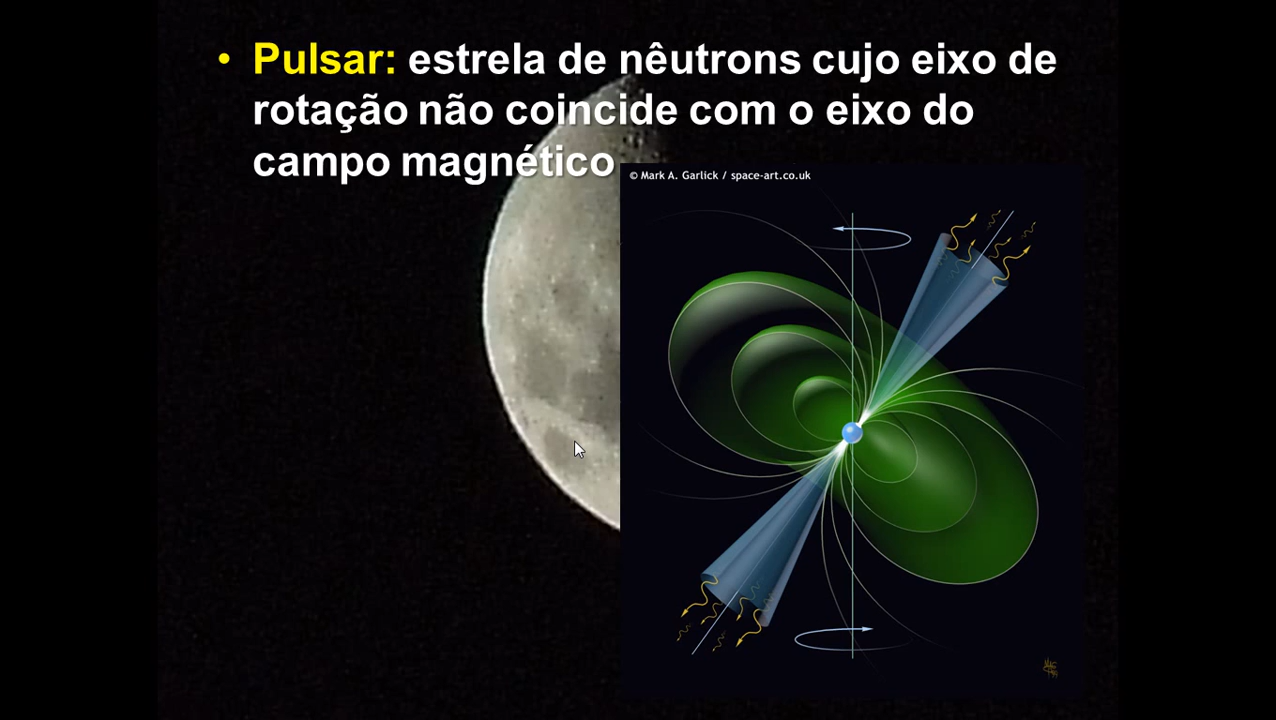 • Pulsar: estrela de nêutrons cujo eixo de
rotação não coincide com o eixo do
campo magnético
© Mark A. Garlick / space-art.co.uk